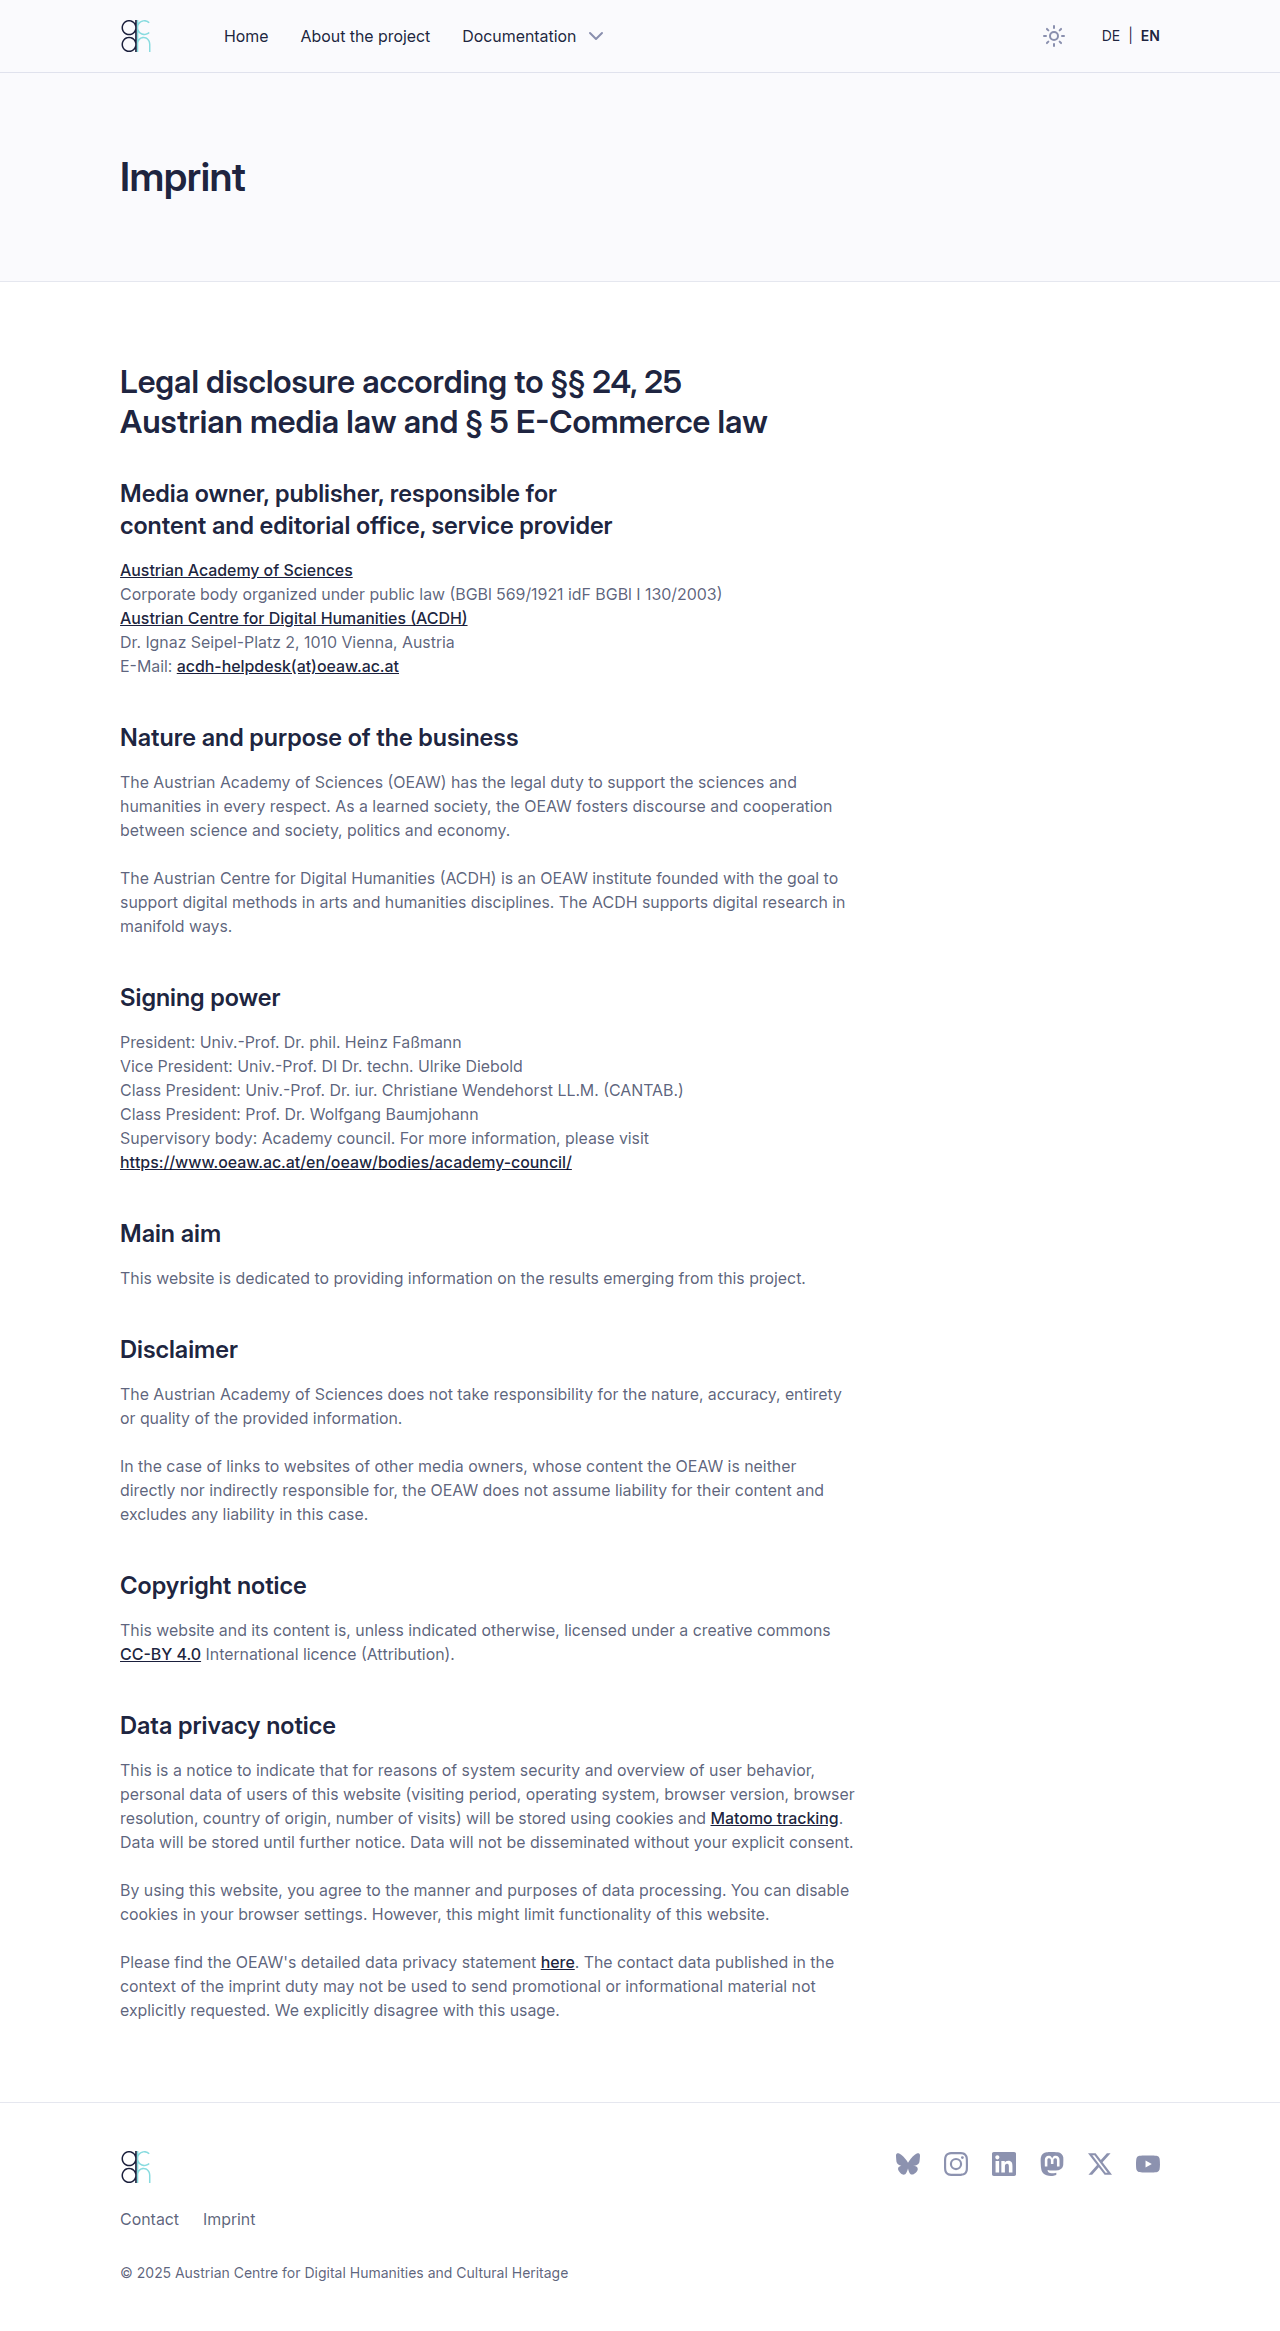 Home
About the project
Documentation
DE | EN
Imprint
Legal disclosure according to §§ 24, 25
Austrian media law and § 5 E-Commerce law
Media owner, publisher, responsible for
content and editorial office, service provider
Austrian Academy of Sciences
Corporate body organized under public law (BGBl 569/1921 idF BGBl I 130/2003)
Austrian Centre for Digital Humanities (ACDH)
Dr. Ignaz Seipel-Platz 2, 1010 Vienna, Austria
E-Mail: acdh-helpdesk(at)oeaw.ac.at
Nature and purpose of the business
The Austrian Academy of Sciences (OEAW) has the legal duty to support the sciences and
humanities in every respect. As a learned society, the OEAW fosters discourse and cooperation
between science and society, politics and economy.
The Austrian Centre for Digital Humanities (ACDH) is an OEAW institute founded with the goal to
support digital methods in arts and humanities disciplines. The ACDH supports digital research in
manifold ways.
Signing power
President: Univ.-Prof. Dr. phil. Heinz Faßmann
Vice President: Univ.-Prof. DI Dr. techn. Ulrike Diebold
Class President: Univ.-Prof. Dr. iur. Christiane Wendehorst LL.M. (CANTAB.)
Class President: Prof. Dr. Wolfgang Baumjohann
Supervisory body: Academy council. For more information, please visit
https://www.oeaw.ac.at/en/oeaw/bodies/academy-council/
Main aim
This website is dedicated to providing information on the results emerging from this project.
Disclaimer
The Austrian Academy of Sciences does not take responsibility for the nature, accuracy, entirety
or quality of the provided information.
In the case of links to websites of other media owners, whose content the OEAW is neither
directly nor indirectly responsible for, the OEAW does not assume liability for their content and
excludes any liability in this case.
Copyright notice
This website and its content is, unless indicated otherwise, licensed under a creative commons
CC-BY 4.0 International licence (Attribution).
Data privacy notice
This is a notice to indicate that for reasons of system security and overview of user behavior,
personal data of users of this website (visiting period, operating system, browser version, browser
resolution, country of origin, number of visits) will be stored using cookies and Matomo tracking.
Data will be stored until further notice. Data will not be disseminated without your explicit consent.
By using this website, you agree to the manner and purposes of data processing. You can disable
cookies in your browser settings. However, this might limit functionality of this website.
Please find the OEAW's detailed data privacy statement here. The contact data published in the
context of the imprint duty may not be used to send promotional or informational material not
explicitly requested. We explicitly disagree with this usage.
Contact
Imprint
© 2025 Austrian Centre for Digital Humanities and Cultural Heritage